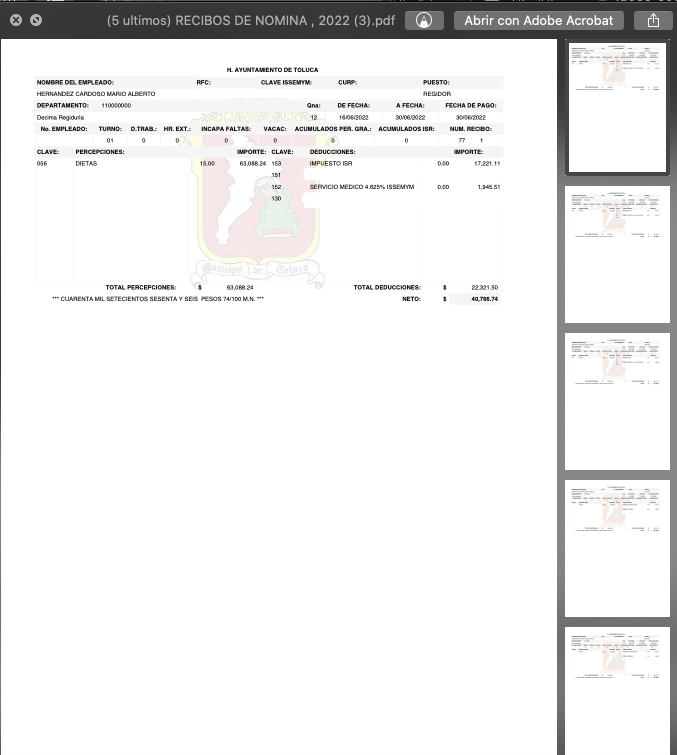 (5 ultimos) RECIBOS DE NOMINA , 2022 (3).pdf
Abrir con Adobe Acrobat
H. AYUNTAMIENTO DE TOLUCA
NOMBRE DEL EMPLEADO: RFC: CLAVE ISSEMYM: CURP: PUESTO:
HERNANDEZ CARDOSO MARIO ALBERTO REGIDOR
DEPARTAMENTO: 110000000 Qna: DE FECHA: A FECHA: FECHA DE PAGO:
Decima Regiduria 12 16/06/2022 30/06/2022 30/06/2022
No. EMPLEADO: TURNO: D.TRAB.: HR. EXT.: INCAPA FALTAS: VACAC: ACUMULADOS PER. GRA.: ACUMULADOS ISR: NUM. RECIBO:
01 0 0 0 0 0 0 77 1
CLAVE: PERCEPCIONES: IMPORTE: CLAVE: DEDUCCIONES: IMPORTE:
056 DIETAS 15.00 63,088.24 153 IMPUESTO ISR 0.00 17,221.11
151
152 SERVICIO MEDICO 4.625% ISSEMYM 0.00 1,945.51
130
Municipio de Toluca
TOTAL PERCEPCIONES: $ 63,088.24 TOTAL DEDUCCIONES: $ 22,321.50
*** CUARENTA MIL SETECIENTOS SESENTA Y SEIS PESOS 74/100 M.N. *** NETO: $ 40,766.74